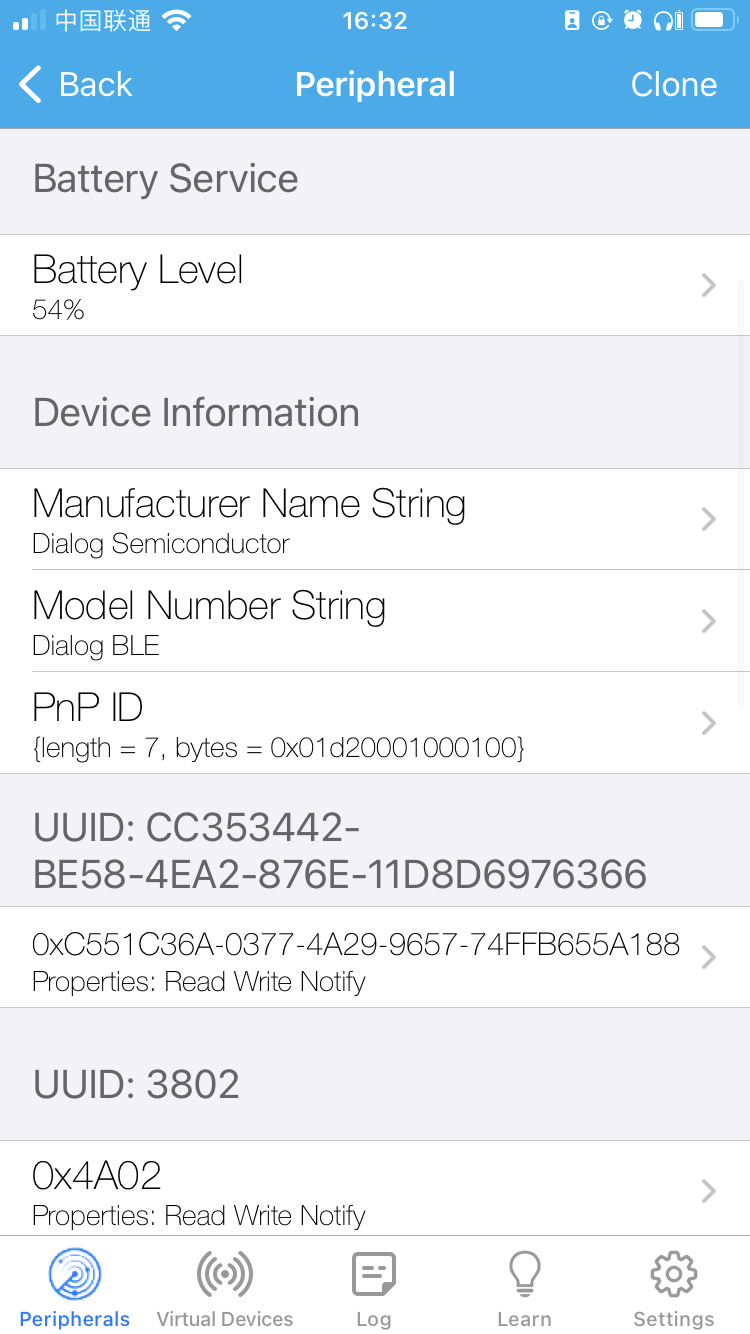 中国联通
16:32
Back
Peripheral
Clone
Battery Service
Battery Level
54%
Device Information
Manufacturer Name String
Dialog Semiconductor
Model Number String
Dialog BLE
PnP ID
{length = 7, bytes = 0x01d20001000100}
UUID: CC353442-
BE58-4EA2-876E-11D8D6976366
0xC551C36A-0377-4A29-9657-74FFB655A188
Properties: Read Write Notify
UUID: 3802
0x4A02
Properties: Read Write Notify
Peripherals
Virtual Devices
Log
Learn
Settings